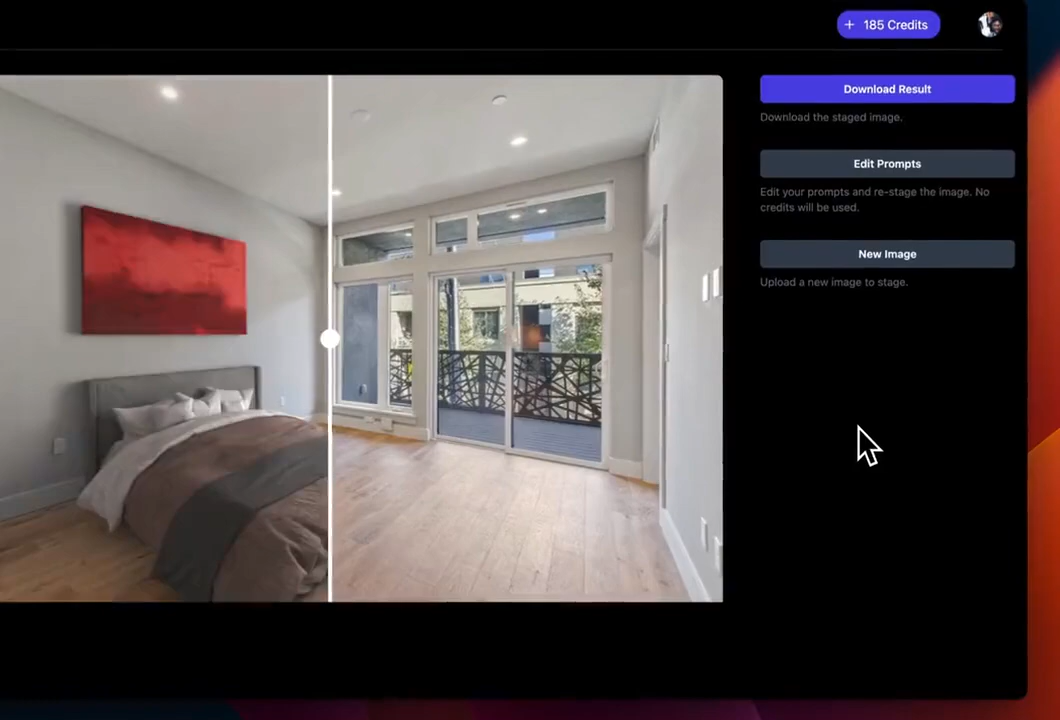 + 185 Credits
Download Result
Download the staged image.
Edit Prompts
Edit your prompts and re-stage the image. No
credits will be used.
New Image
Upload a new image to stage.